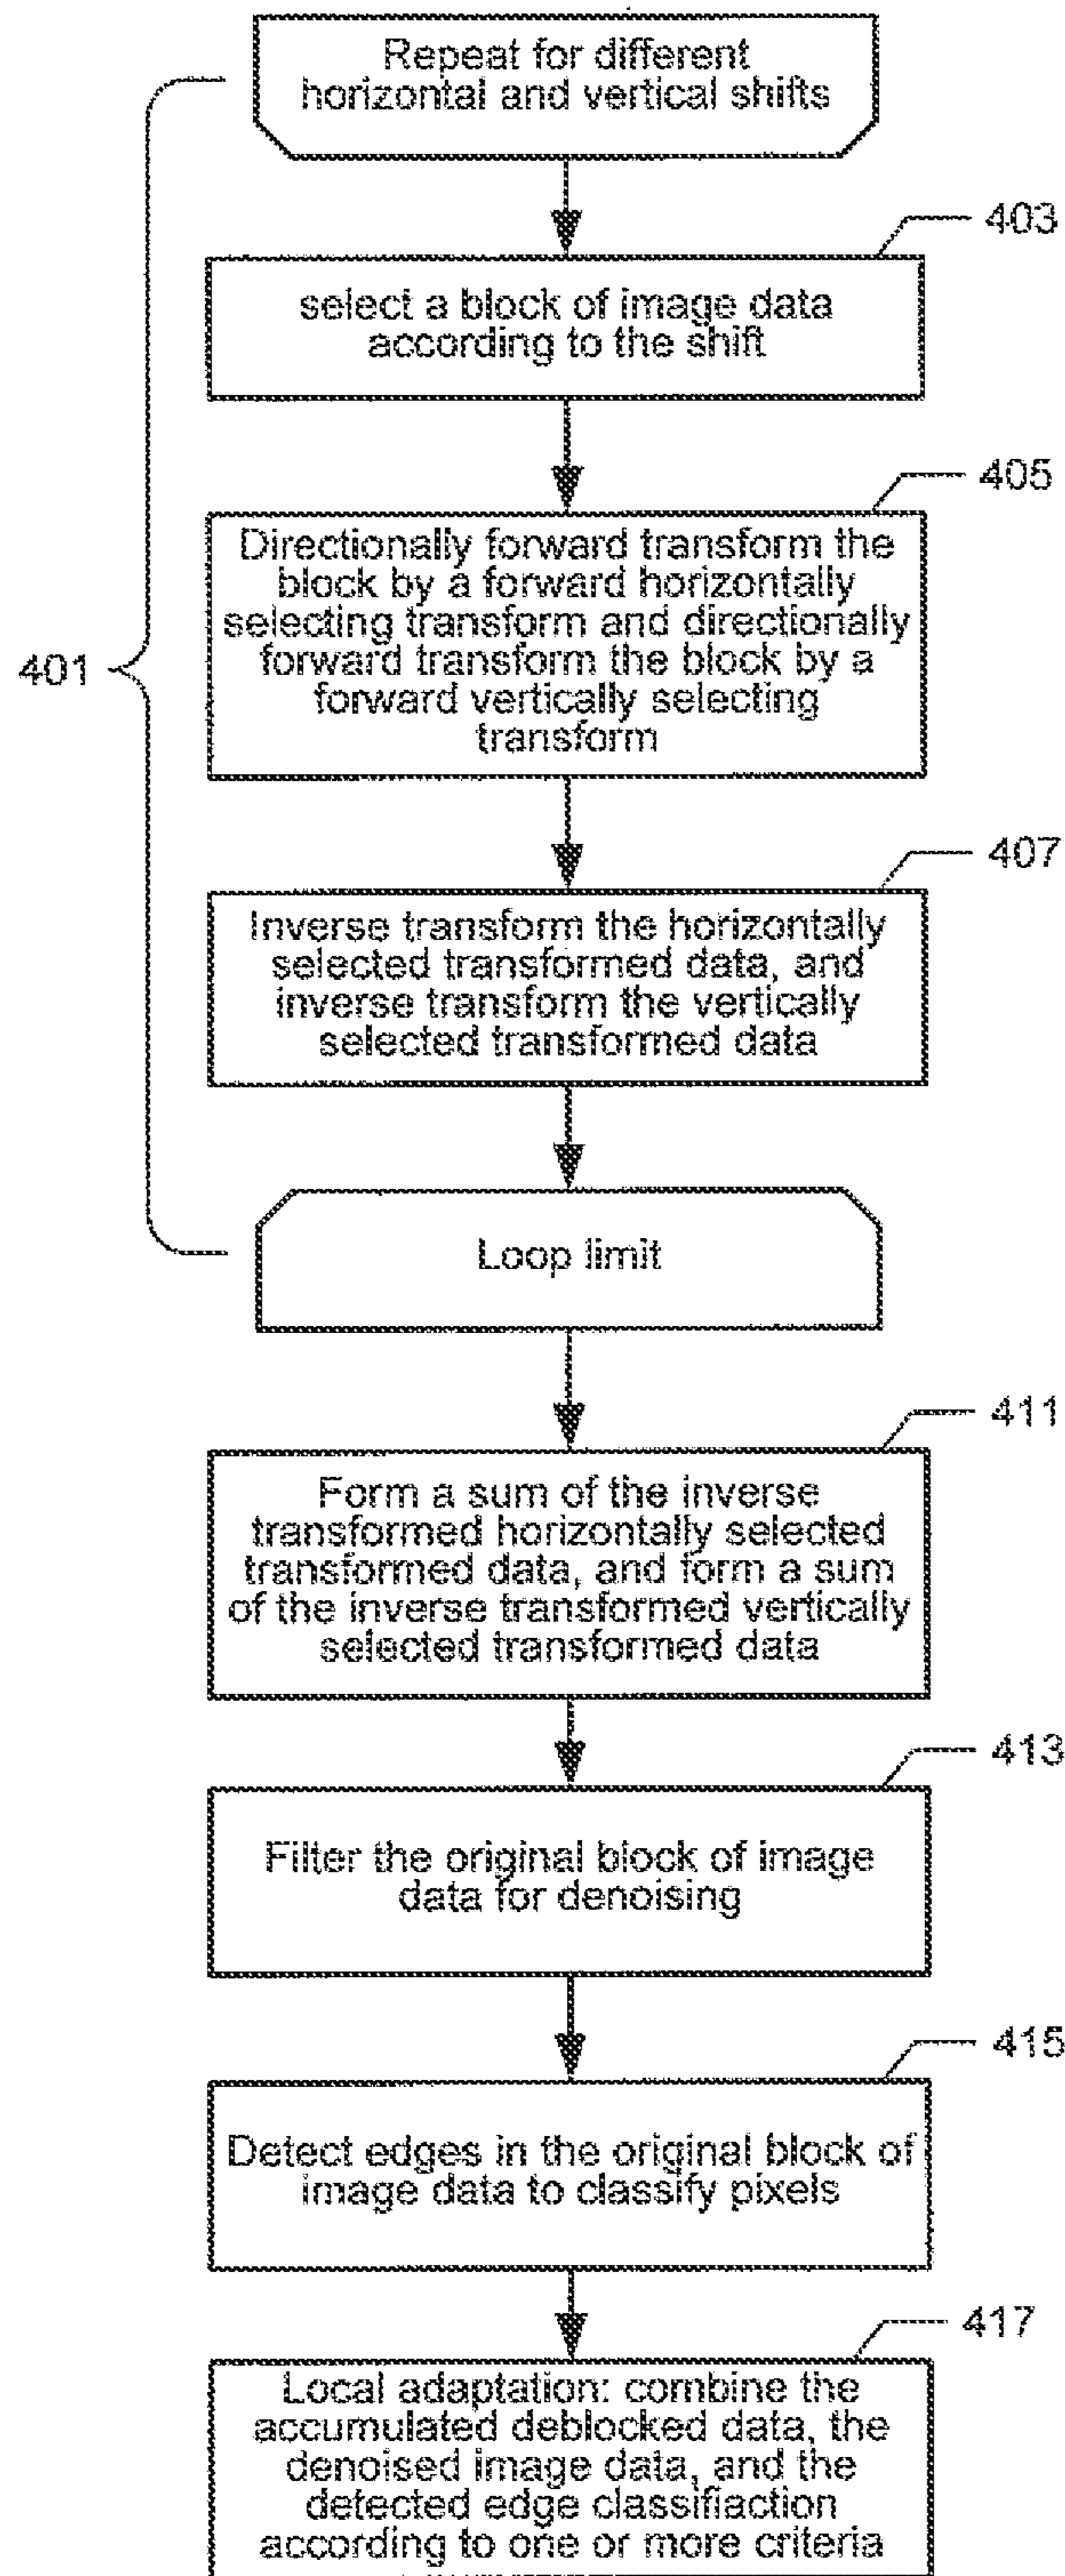 Repeat for different
horizontal and vertical shifts
403
select a block of image data
according to the shift
405
Directionally forward transform the
block by a forward horizontally
selecting transform and directionally
forward transform the block by a
forward vertically selecting
transform
401
407
Inverse transform the horizontally
selected transformed data, and
inverse transform the vertically
selected transformed data
Loop limit
411
Form a sum of the inverse
transformed horizontally selected
transformed data, and form a sum
of the inverse transformed vertically
selected transformed data
413
Filter the original block of image
data for denoising
415
Detect edges in the original block of
image data to classify pixels
417
Local adaptation: combine the
accumulated deblocked data, the
denoised image data, and the
detected edge classifiaction
according to one or more criteria